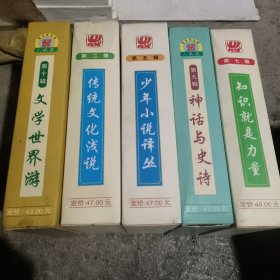 第十辑
文学世界游
定价：43.00元
第二辑
传统文化浅说
定价：47.00元
第五辑
少年小说译丛
定价：47.00元
第九辑
神话与史诗
第七辑
知识就是力量
定价：45.00元